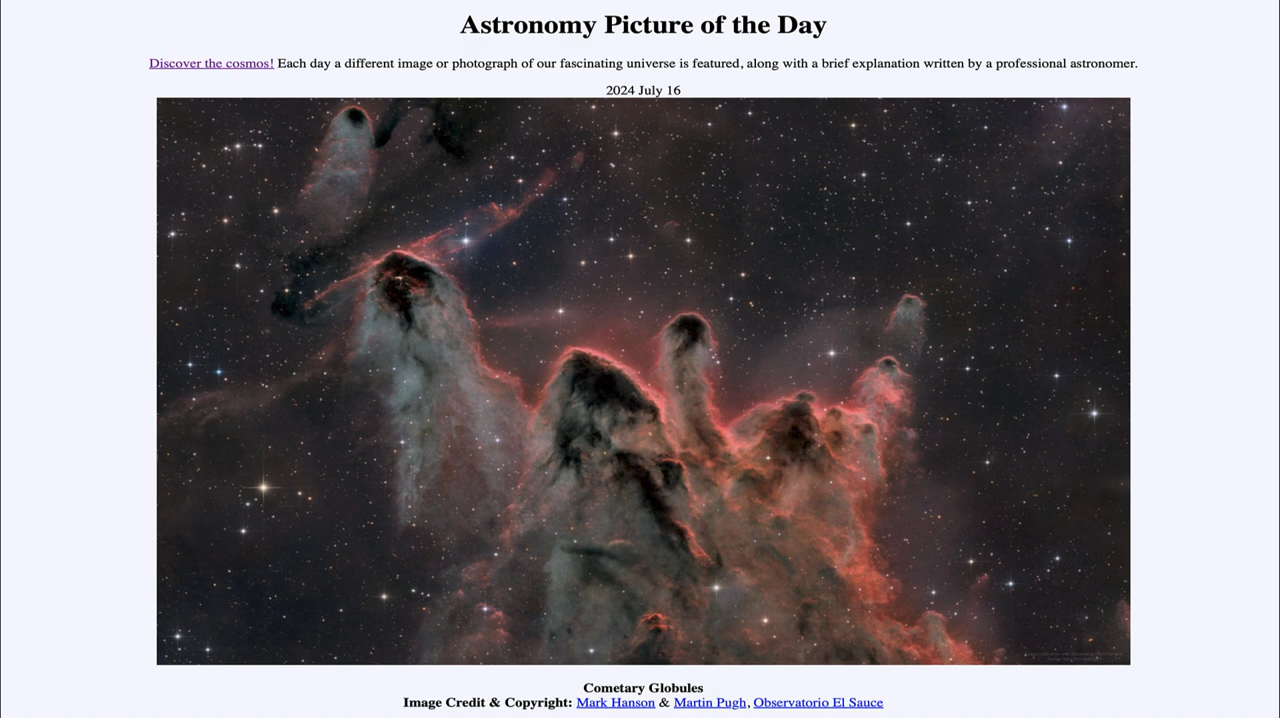 Astronomy Picture of the Day
Discover the cosmos! Each day a different image or photograph of our fascinating universe is featured, along with a brief explanation written by a professional astronomer.
2024 July 16
Cometary Globules
Image Credit & Copyright: Mark Hanson & Martin Pugh, Observatorio El Sauce